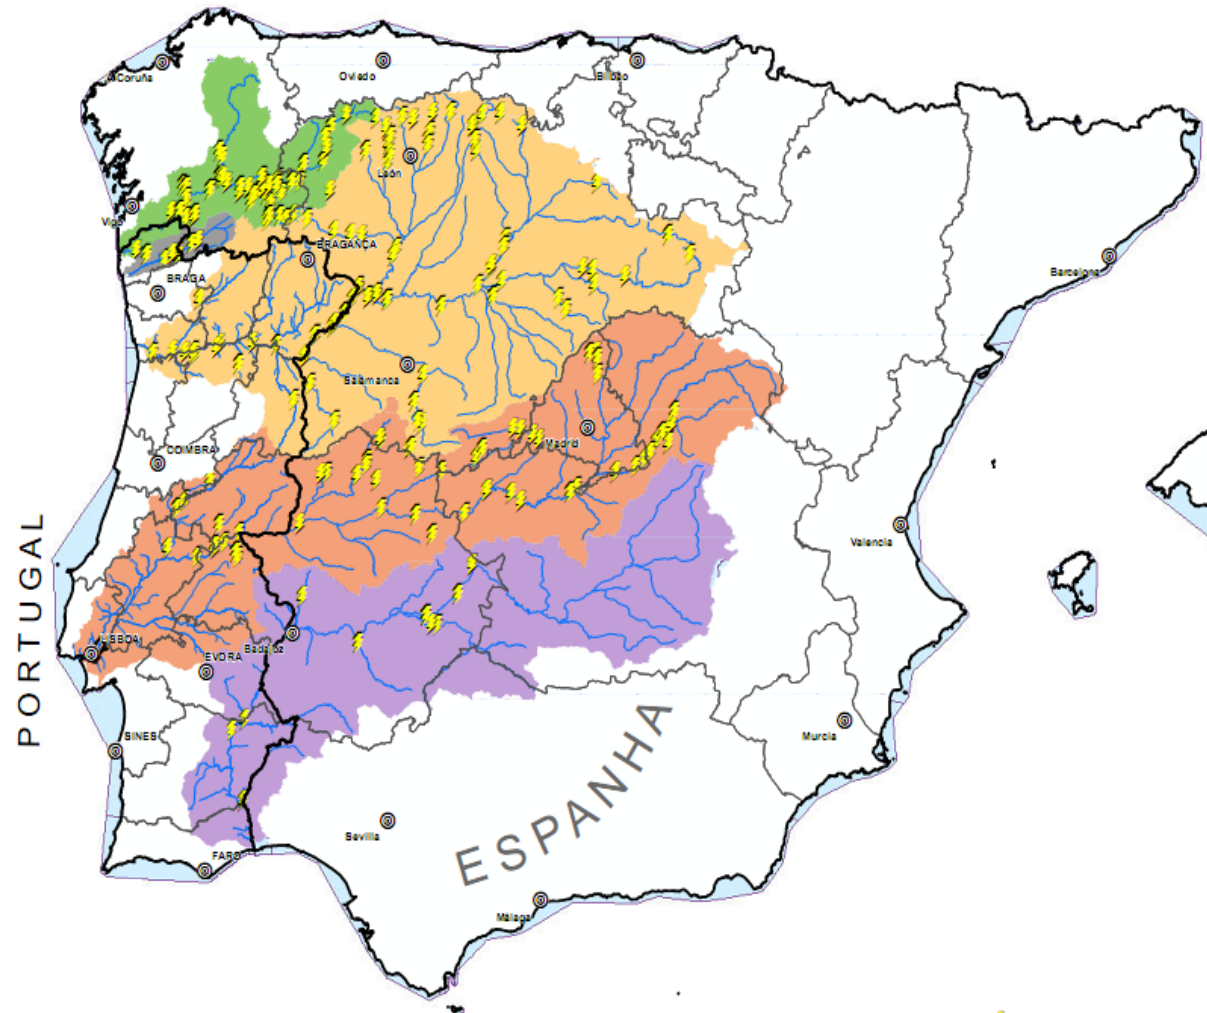 A Coruña
Oviedo
Bilbao
León
Vigo
BRAGANÇA
BRAGA
Barcelona
Salamanca
Madrid
COIMBRA
Valencia
PORTUGAL
LISBOA
EVORA
Badajoz
SINES
Murcia
ESPANHA
Sevilla
FARO
Málaga